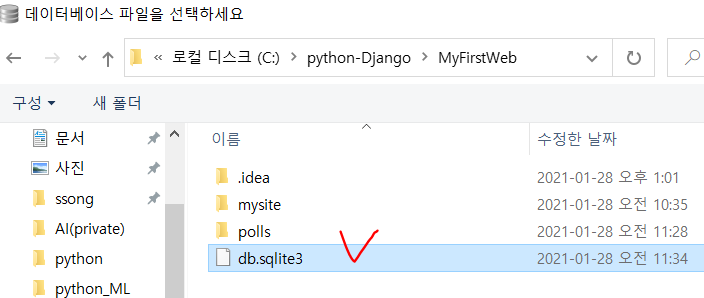 데이터베이스 파일을 선택하세요
« 로컬 디스크 (C:) > python-Django > MyFirstWeb
구성 새 폴더
문서
사진
ssong
AI(private)
python
python_ML
이름 수정한 날짜
.idea 2021-01-28 오후 1:01
mysite 2021-01-28 오전 10:35
polls 2021-01-28 오전 11:28
db.sqlite3 2021-01-28 오전 11:34